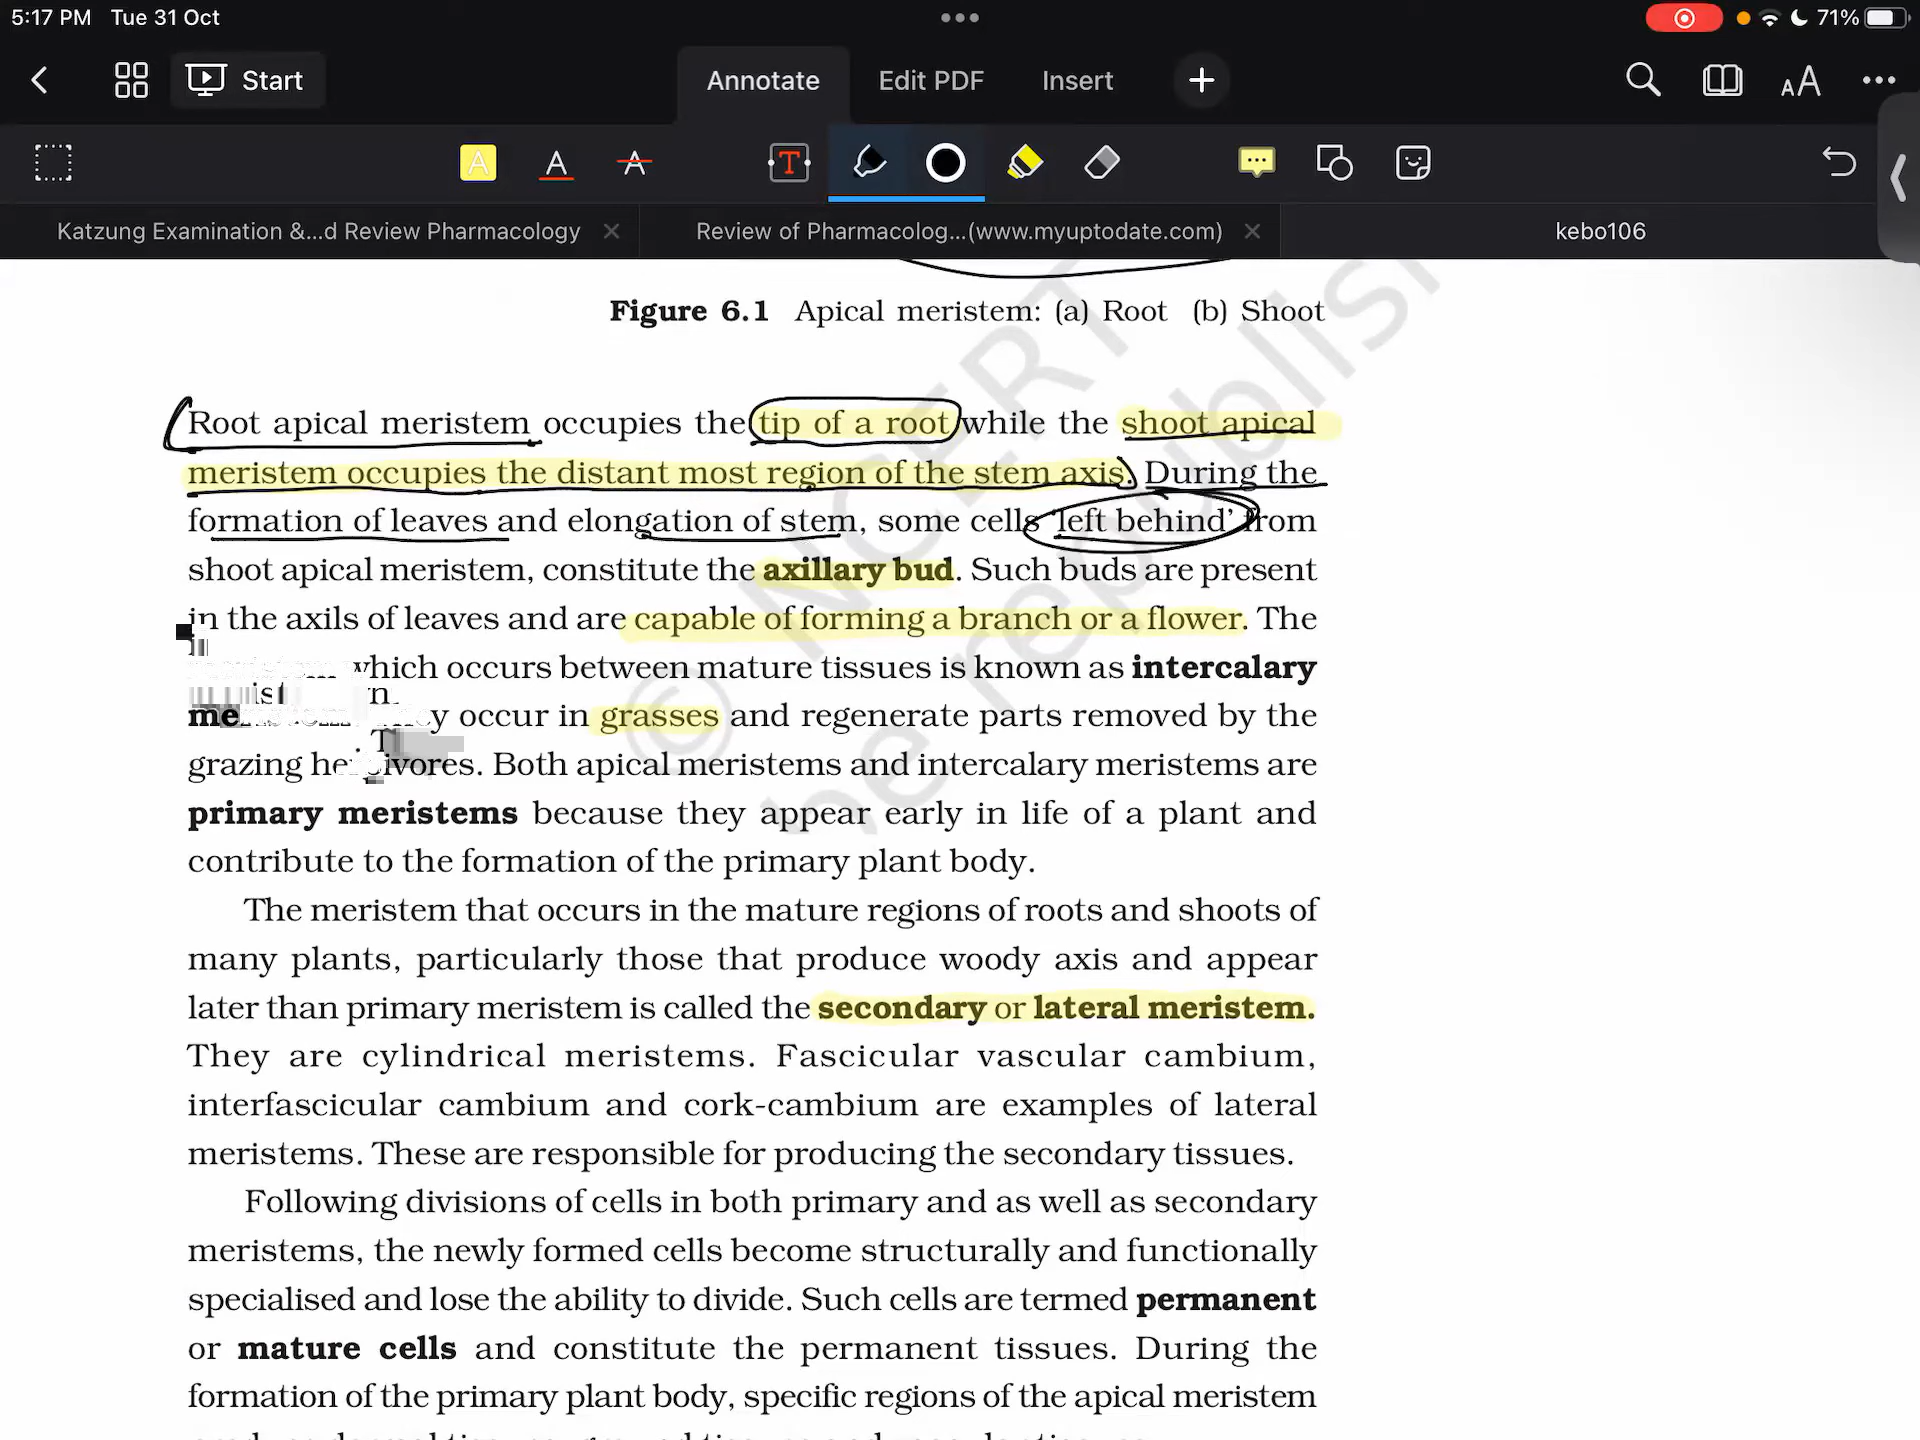 5:17 PM Tue 31 Oct
71%
Start
Annotate Edit PDF Insert
Katzung Examination &...d Review Pharmacology
Review of Pharmacolog...(www.myuptodate.com)
kebo106
Figure 6.1 Apical meristem: (a) Root (b) Shoot
Root apical meristem occupies the tip of a root while the shoot apical
meristem occupies the distant most region of the stem axis. During the
formation of leaves and elongation of stem, some cells 'left behind' from
shoot apical meristem, constitute the axillary bud. Such buds are present
in the axils of leaves and are capable of forming a branch or a flower. The
which occurs between mature tissues is known as intercalary
occur in grasses and regenerate parts removed by the
grazing herbivores. Both apical meristems and intercalary meristems are
primary meristems because they appear early in life of a plant and
contribute to the formation of the primary plant body.
The meristem that occurs in the mature regions of roots and shoots of
many plants, particularly those that produce woody axis and appear
later than primary meristem is called the secondary or lateral meristem.
They are cylindrical meristems. Fascicular vascular cambium,
interfascicular cambium and cork-cambium are examples of lateral
meristems. These are responsible for producing the secondary tissues.
Following divisions of cells in both primary and as well as secondary
meristems, the newly formed cells become structurally and functionally
specialised and lose the ability to divide. Such cells are termed permanent
or mature cells and constitute the permanent tissues. During the
formation of the primary plant body, specific regions of the apical meristem
© NCERT
be republis